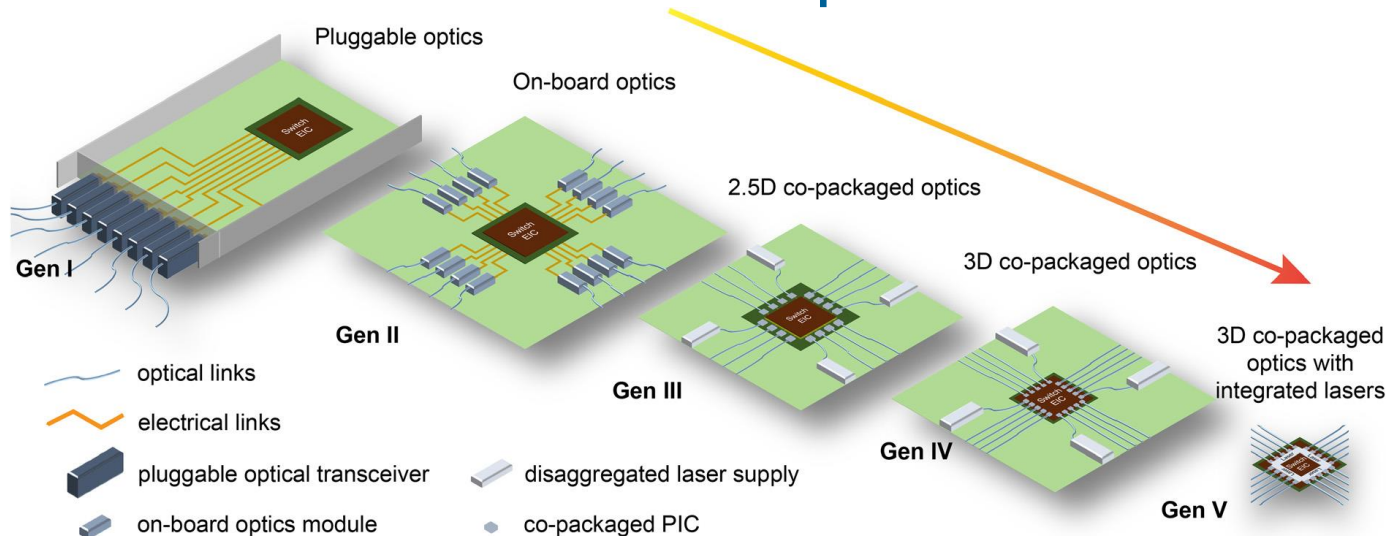 Pluggable optics
On-board optics
2.5D co-packaged optics
3D co-packaged optics
3D co-packaged
optics with
integrated lasers
Switch
EIC
Gen I
Switch
EIC
Gen II
Switch
EIC
Gen III
Switch
EIC
Gen IV
Switch
EIC
Gen V
optical links
electrical links
pluggable optical transceiver
on-board optics module
disaggregated laser supply
co-packaged PIC